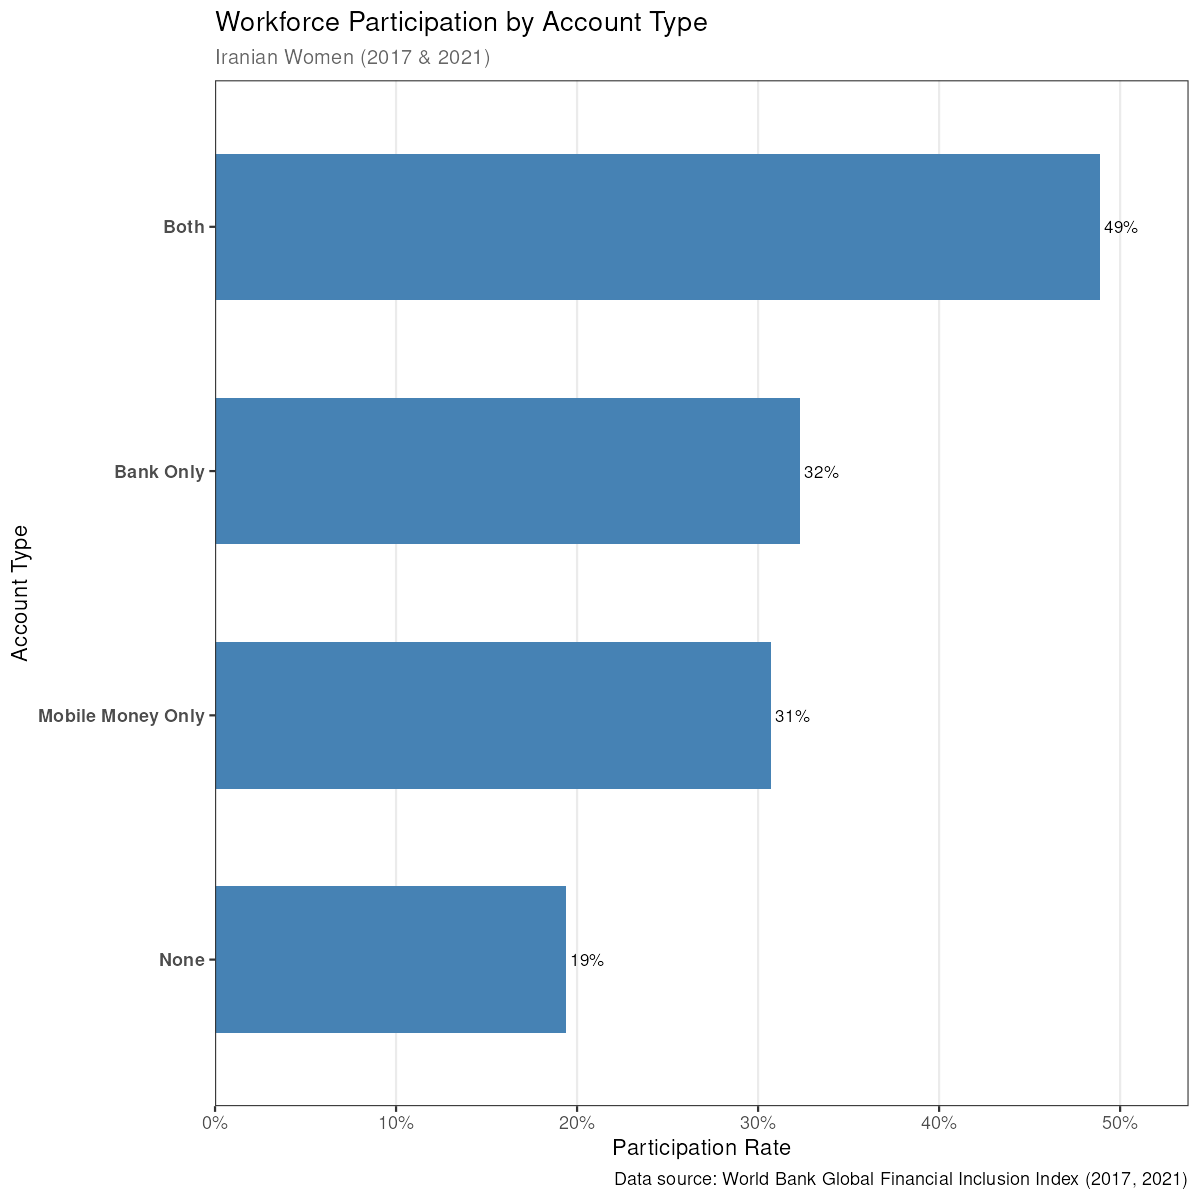 Workforce Participation by Account Type
Iranian Women (2017 & 2021)
Account Type
Both
49%
Bank Only
32%
Mobile Money Only
31%
None
19%
0% 10% 20% 30% 40% 50%
Participation Rate
Data source: World Bank Global Financial Inclusion Index (2017, 2021)